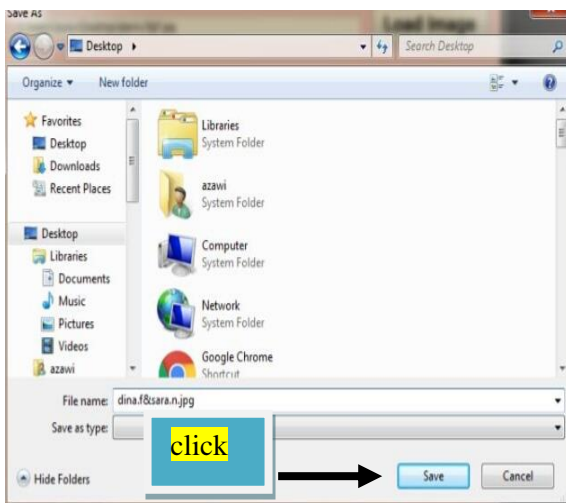 Save As
Load Image
Desktop
Search Desktop
Organize
New folder
Favorites
Desktop
Downloads
Recent Places
Desktop
Libraries
Documents
Music
Pictures
Videos
azawi
Libraries
System Folder
azawi
System Folder
Computer
System Folder
Network
System Folder
Google Chrome
Shortcut
File name: dina.f&sara.n.jpg
Save as type:
click
Hide Folders
Save
Cancel